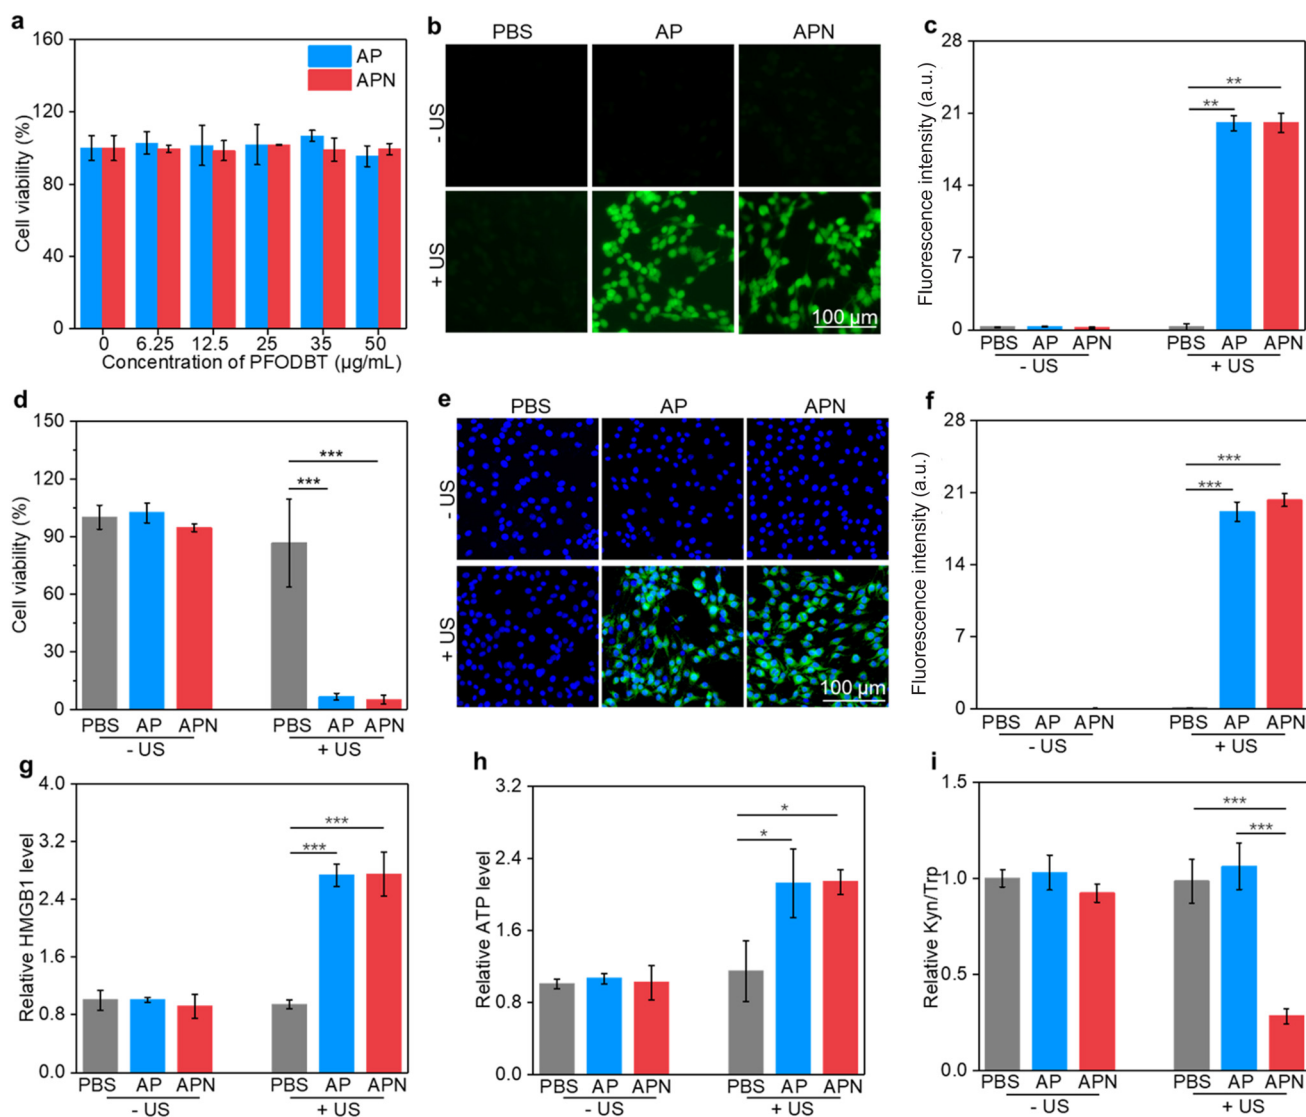 a
160
120
80
40
0
Cell viability (%)
AP
APN
0 6.25 12.5 25 35 50
Concentration of PFODBT (μg/mL)
b
PBS AP APN
- US
+ US
100 μm
c
28
21
14
7
0
Fluorescence intensity (a.u.)
**
**
PBS AP APN PBS AP APN
- US + US
d
150
120
90
60
30
0
Cell viability (%)
***
***
PBS AP APN PBS AP APN
- US + US
e
PBS AP APN
- US
+ US
100 μm
f
28
21
14
7
0
Fluorescence intensity (a.u.)
***
***
PBS AP APN PBS AP APN
- US + US
g
4.0
3.2
2.4
1.6
0.8
0.0
Relative HMGB1 level
***
***
PBS AP APN PBS AP APN
- US + US
h
3.2
2.4
1.6
0.8
0.0
Relative ATP level
*
*
PBS AP APN PBS AP APN
- US + US
i
1.5
1.0
0.5
0.0
Relative Kyn/Trp
***
***
PBS AP APN PBS AP APN
- US + US